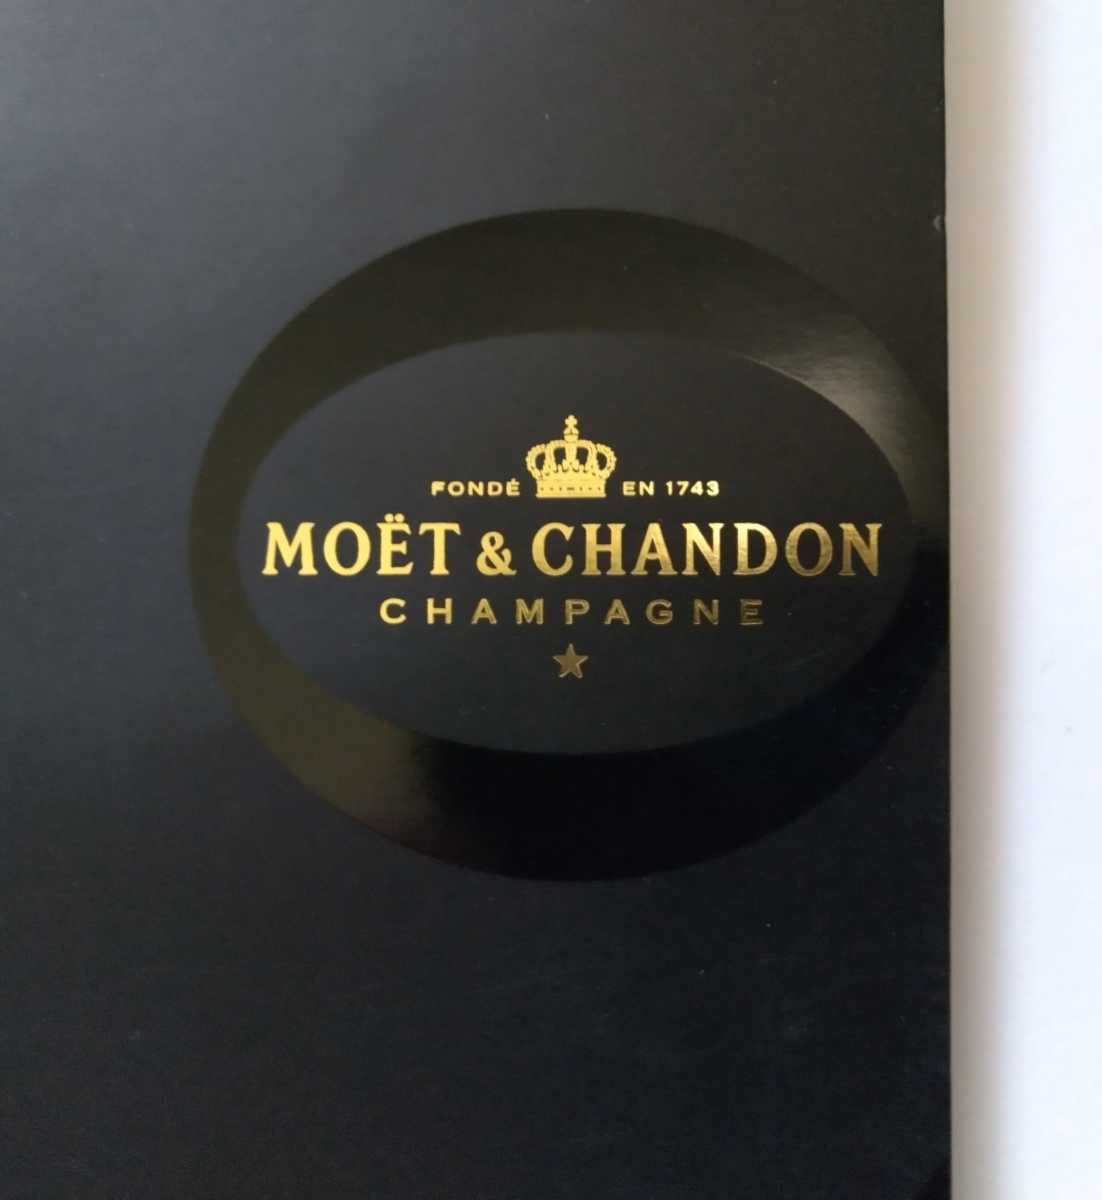 FONDÉ EN 1743
MOËT & CHANDON
CHAMPAGNE